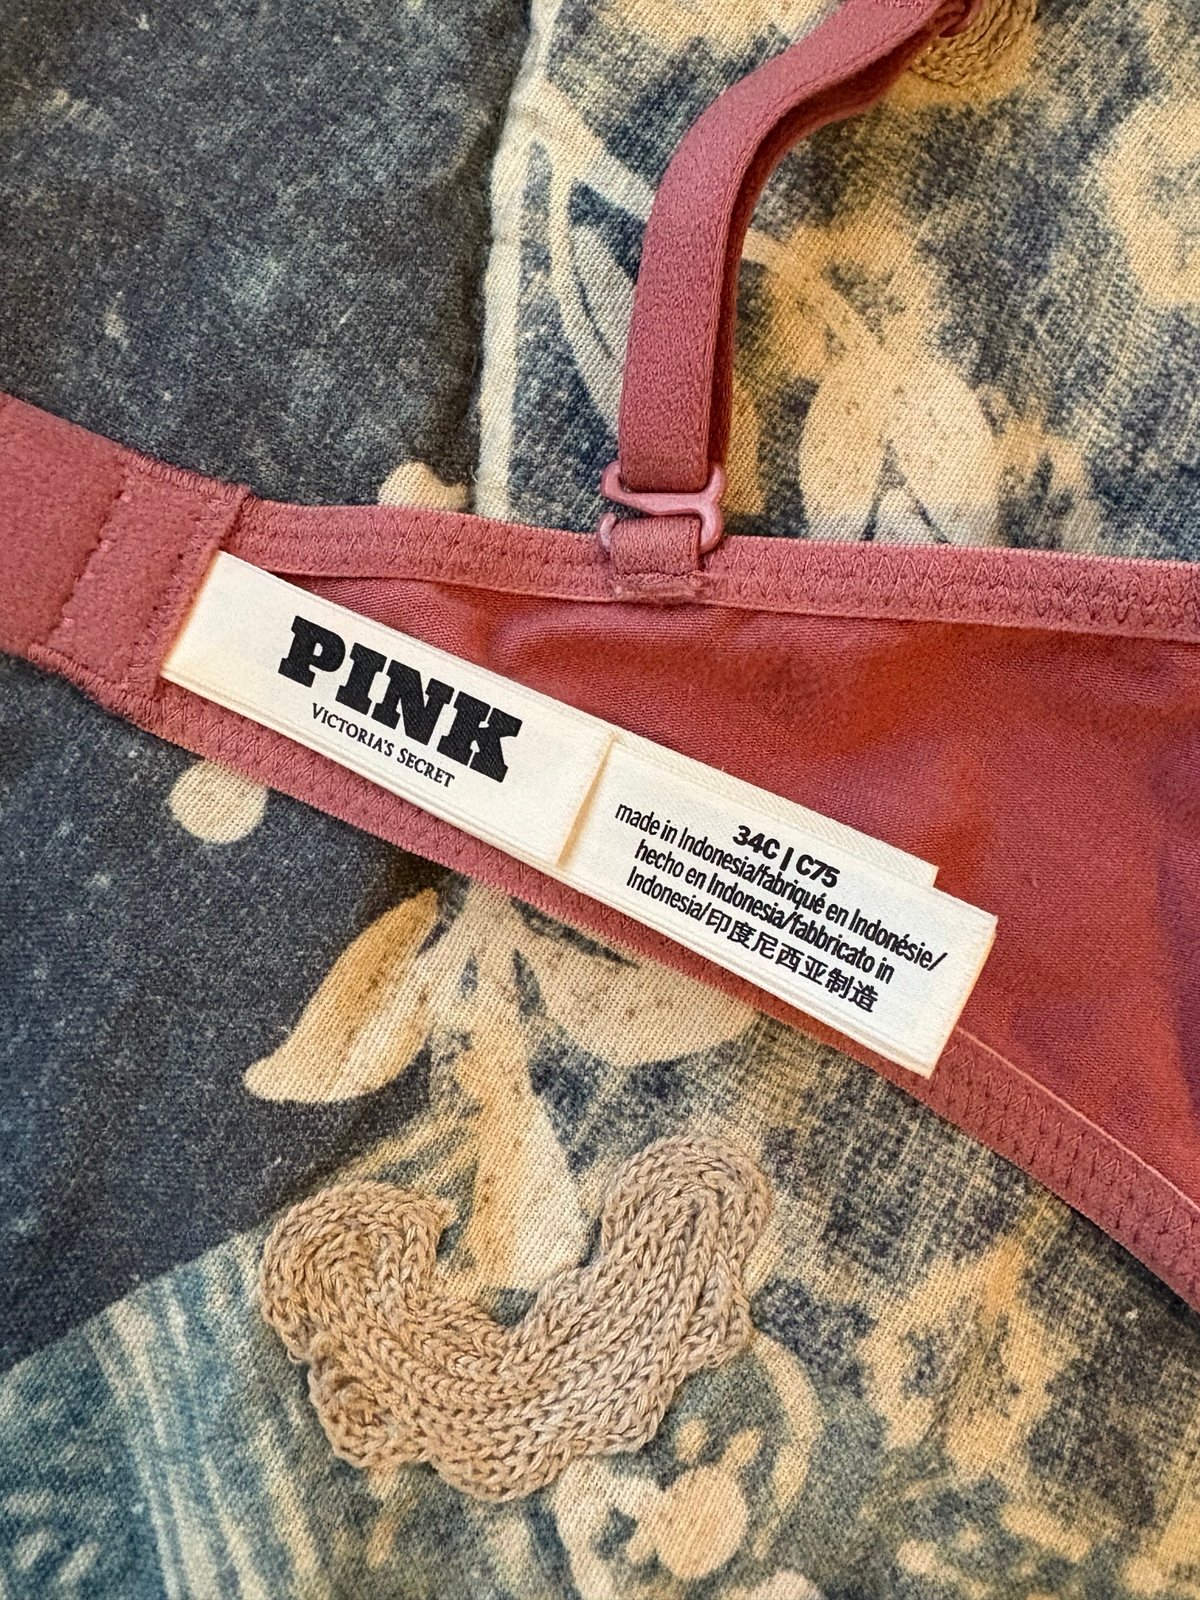 PINK
VICTORIA'S SECRET
34C | C75
made in Indonesia/fabriqué en Indonésie/
hecho en Indonesia/fabbricato in
Indonesia/印度尼西亚制造